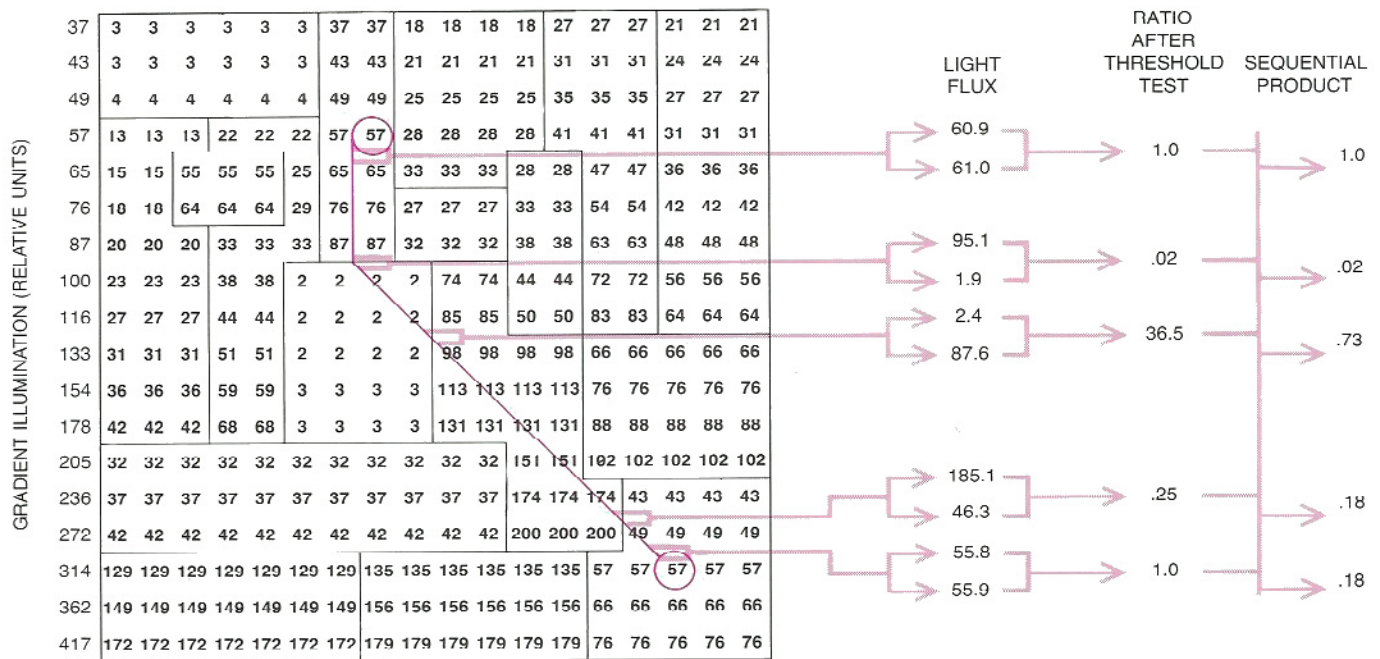 GRADIENT ILLUMINATION (RELATIVE UNITS)
37 3 3 3 3 3 3 37 37 18 18 18 18 27 27 27 21 21 21
43 3 3 3 3 3 3 43 43 21 21 21 21 31 31 31 24 24 24
49 4 4 4 4 4 4 49 49 25 25 25 25 35 35 35 27 27 27
57 13 13 13 22 22 22 57 57 28 28 28 28 41 41 41 31 31 31
65 15 15 55 55 55 25 65 65 33 33 33 28 28 47 47 36 36 36
76 18 18 64 64 64 29 76 76 27 27 27 33 33 54 54 42 42 42
87 20 20 20 33 33 33 87 87 32 32 32 38 38 63 63 48 48 48
100 23 23 23 38 38 2 2 2 2 74 74 44 44 72 72 56 56 56
116 27 27 27 44 44 2 2 2 2 85 85 50 50 83 83 64 64 64
133 31 31 31 51 51 2 2 2 2 98 98 98 98 66 66 66 66 66
154 36 36 36 59 59 3 3 3 3 113 113 113 113 76 76 76 76 76
178 42 42 42 68 68 3 3 3 3 131 131 131 131 88 88 88 88 88
205 32 32 32 32 32 32 32 32 32 32 32 151 151 102 102 102 102 102
236 37 37 37 37 37 37 37 37 37 37 37 174 174 174 43 43 43 43
272 42 42 42 42 42 42 42 42 42 42 42 200 200 200 49 49 49 49
314 129 129 129 129 129 129 129 135 135 135 135 135 135 57 57 57 57 57
362 149 149 149 149 149 149 149 156 156 156 156 156 156 66 66 66 66 66
417 172 172 172 172 172 172 172 179 179 179 179 179 179 76 76 76 76 76
LIGHT
FLUX
60.9
61.0
95.1
1.9
2.4
87.6
185.1
46.3
55.8
55.9
RATIO
AFTER
THRESHOLD
TEST
1.0
.02
36.5
.25
1.0
SEQUENTIAL
PRODUCT
1.0
.02
.73
.18
.18